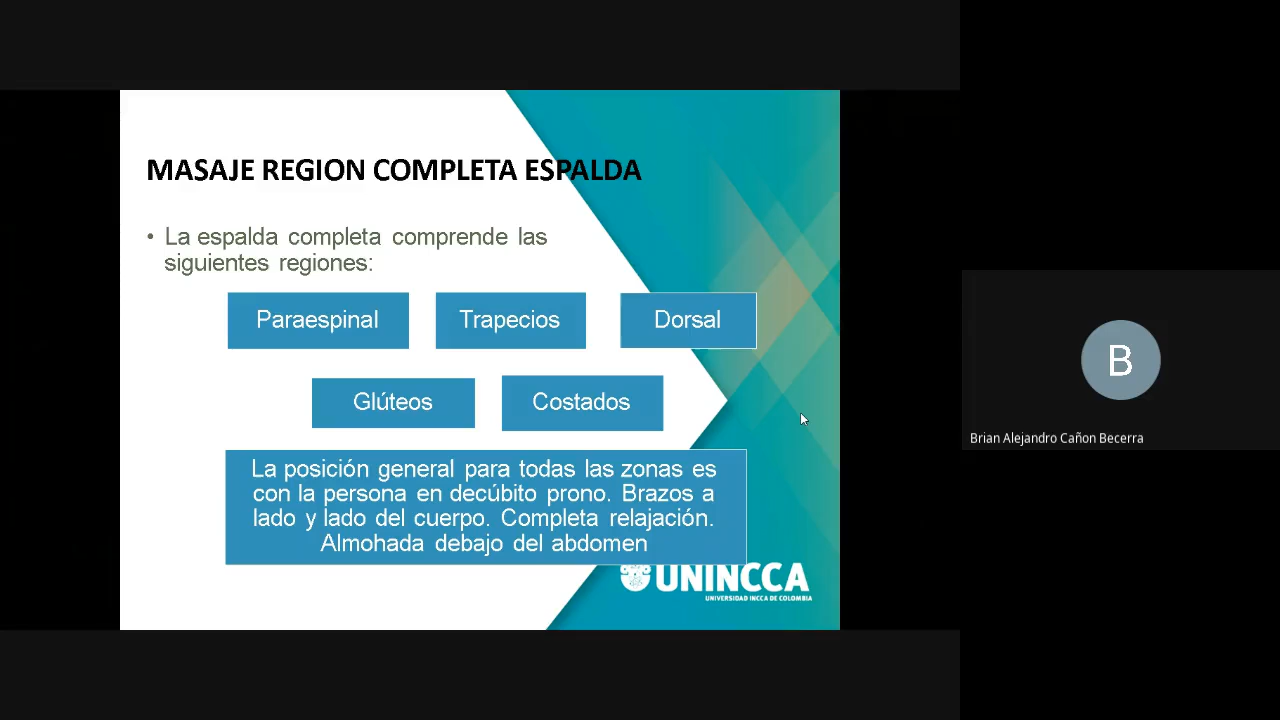 MASAJE REGION COMPLETA ESPALDA
• La espalda completa comprende las
siguientes regiones:
Paraespinal
Trapecios
Dorsal
Glúteos
Costados
La posición general para todas las zonas es
con la persona en decúbito prono. Brazos a
lado y lado del cuerpo. Completa relajación.
Almohada debajo del abdomen
UNINCCA
UNIVERSIDAD INCCA DE COLOMBIA
B
Brian Alejandro Cañon Becerra